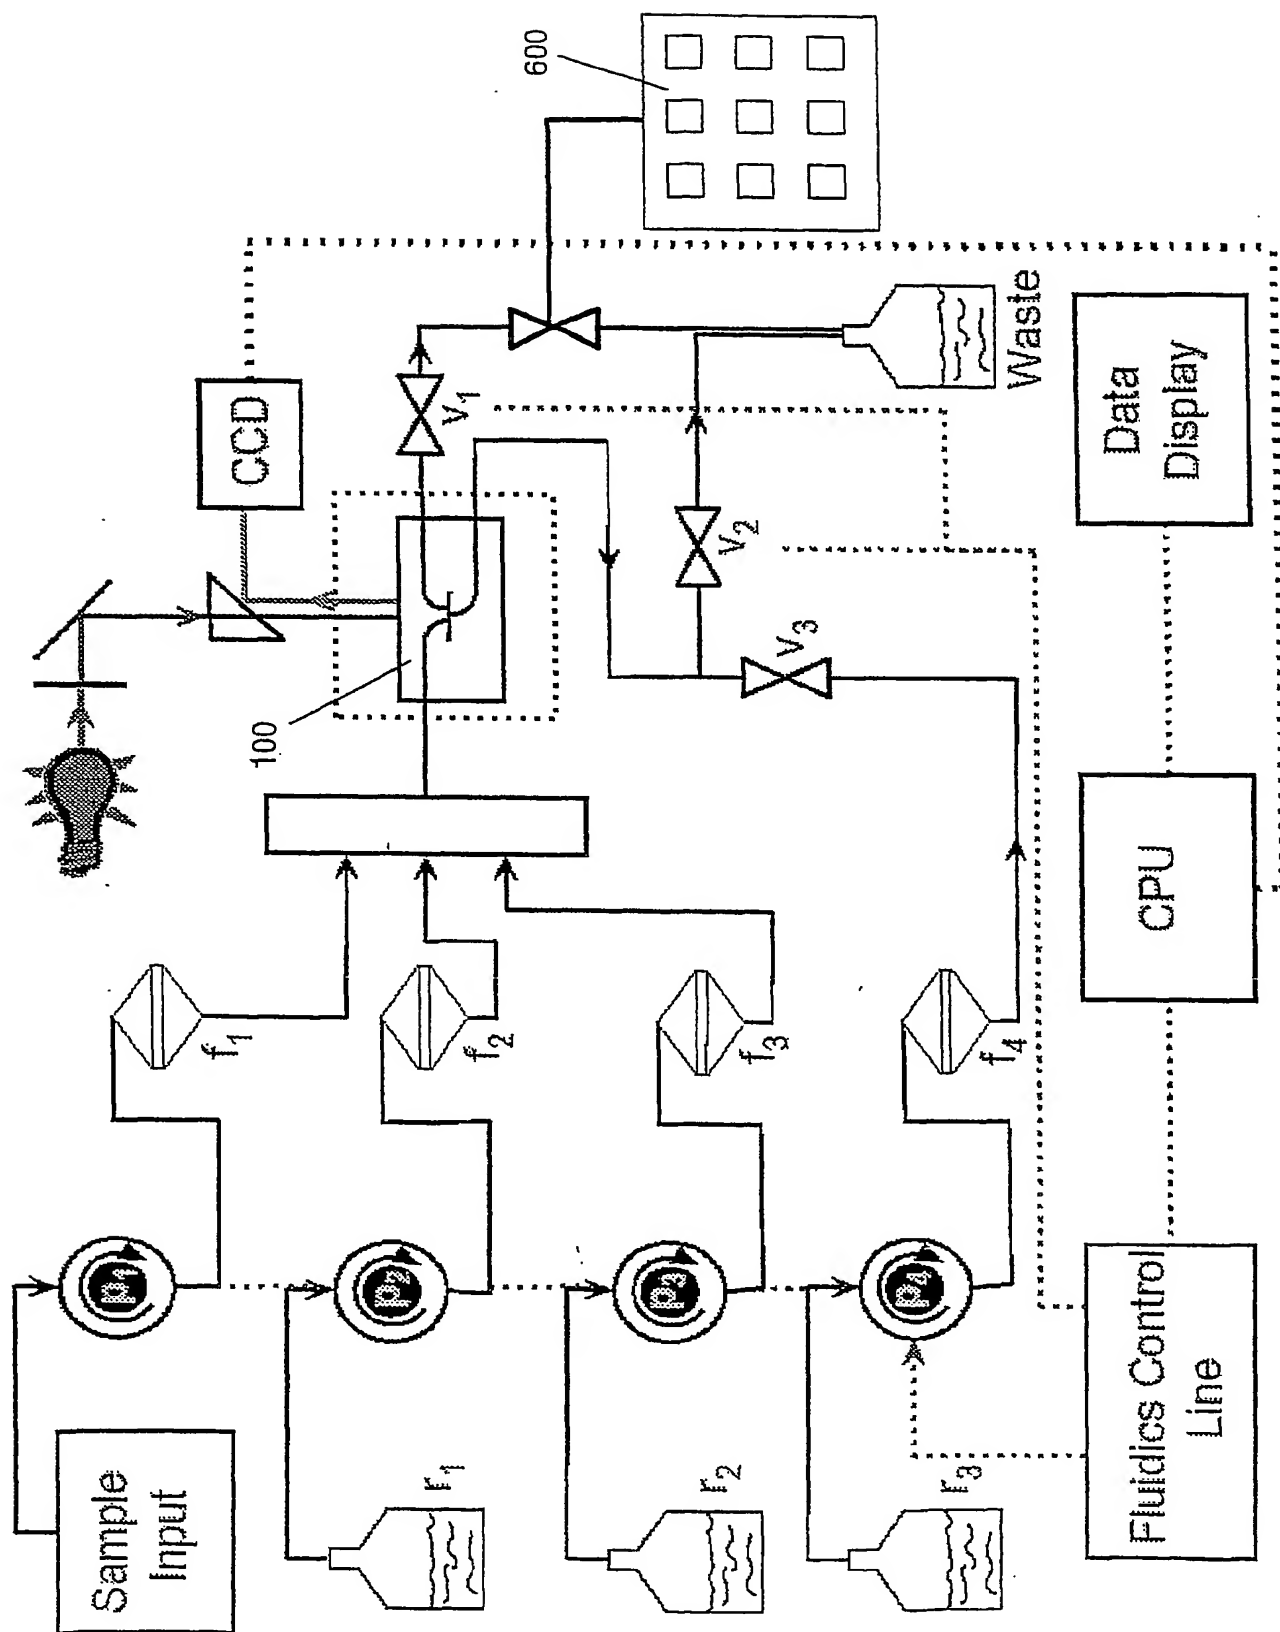 Sample
Input
p1
f1
r1
p2
f2
r2
p3
f3
r3
p4
f4
100
CCD
V1
V2
V3
600
Waste
Fluidics Control
Line
CPU
Data
Display